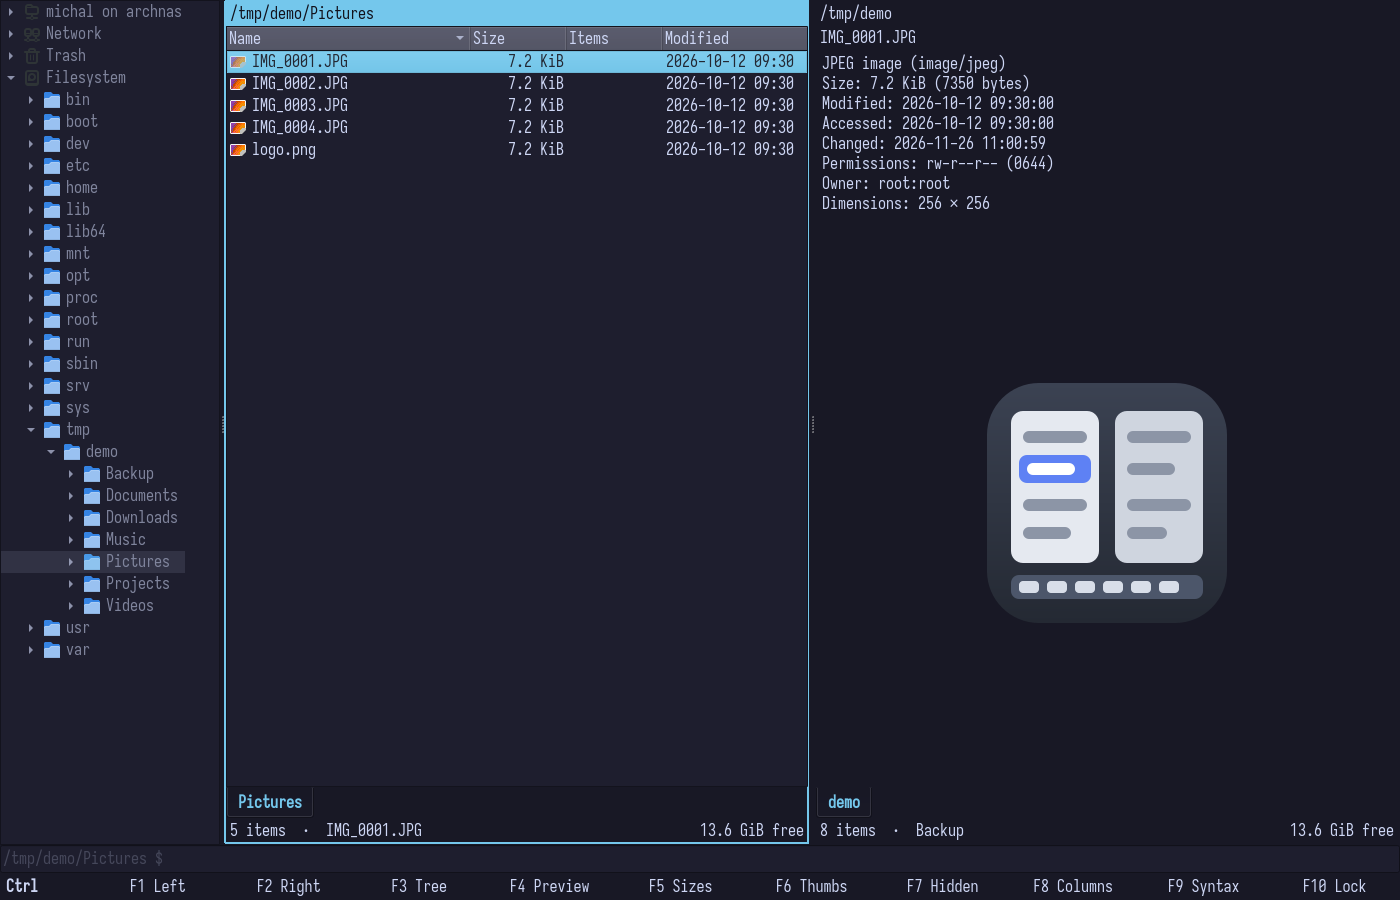 michal on archnas
Network
Trash
Filesystem
bin
boot
dev
etc
home
lib
lib64
mnt
opt
proc
root
run
sbin
srv
sys
tmp
demo
Backup
Documents
Downloads
Music
Pictures
Projects
Videos
usr
var
/tmp/demo/Pictures
Name Size Items Modified
IMG_0001.JPG 7.2 KiB 2026-10-12 09:30
IMG_0002.JPG 7.2 KiB 2026-10-12 09:30
IMG_0003.JPG 7.2 KiB 2026-10-12 09:30
IMG_0004.JPG 7.2 KiB 2026-10-12 09:30
logo.png 7.2 KiB 2026-10-12 09:30
Pictures
5 items · IMG_0001.JPG 13.6 GiB free
/tmp/demo
IMG_0001.JPG
JPEG image (image/jpeg)
Size: 7.2 KiB (7350 bytes)
Modified: 2026-10-12 09:30:00
Accessed: 2026-10-12 09:30:00
Changed: 2026-11-26 11:00:59
Permissions: rw-r--r-- (0644)
Owner: root:root
Dimensions: 256 × 256
demo
8 items · Backup 13.6 GiB free
/tmp/demo/Pictures $
Ctrl F1 Left F2 Right F3 Tree F4 Preview F5 Sizes F6 Thumbs F7 Hidden F8 Columns F9 Syntax F10 Lock